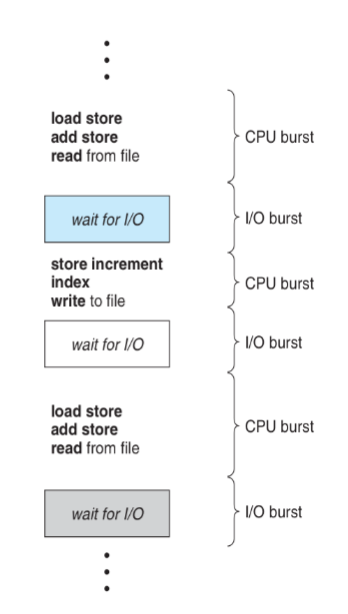 load store
add store
read from file
CPU burst
wait for I/O
I/O burst
store increment
index
write to file
CPU burst
wait for I/O
I/O burst
load store
add store
read from file
CPU burst
wait for I/O
I/O burst